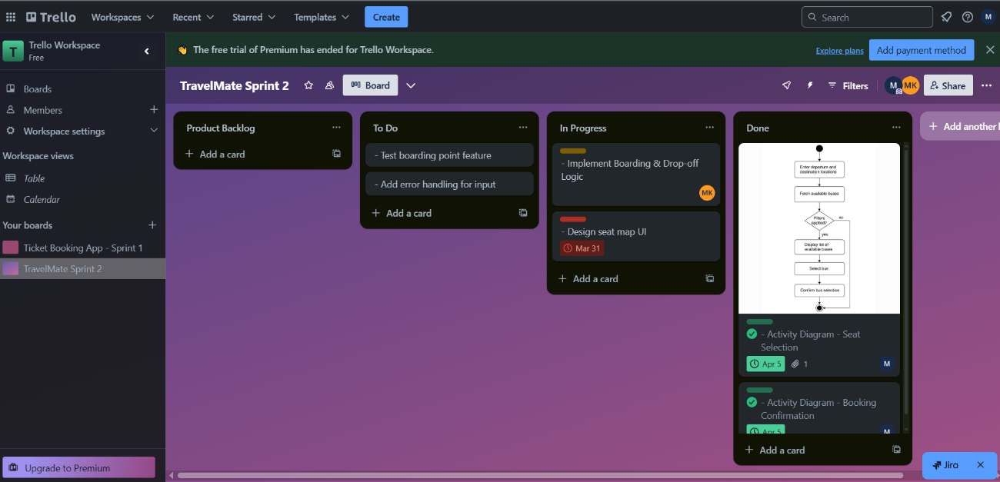 Trello
Workspaces
Recent
Starred
Templates
Create
Search
M
T
Trello Workspace
Free
👋 The free trial of Premium has ended for Trello Workspace.
Explore plans
Add payment method
Boards
Members
Workspace settings
Workspace views
Table
Calendar
Your boards
Ticket Booking App - Sprint 1
TravelMate Sprint 2
Upgrade to Premium
TravelMate Sprint 2
Board
Filters
M
MK
Share
Product Backlog
Add a card
To Do
- Test boarding point feature
- Add error handling for input
Add a card
In Progress
- Implement Boarding & Drop-off
Logic
MK
- Design seat map UI
Mar 31
Add a card
Done
Enter departure and
destination locations
Fetch available buses
Filters
applied?
no
yes
Display list of
available buses
Select bus
Confirm bus selection
- Activity Diagram - Seat
Selection
Apr 5
1
M
- Activity Diagram - Booking
Confirmation
Apr 5
M
Add a card
Add another
Jira